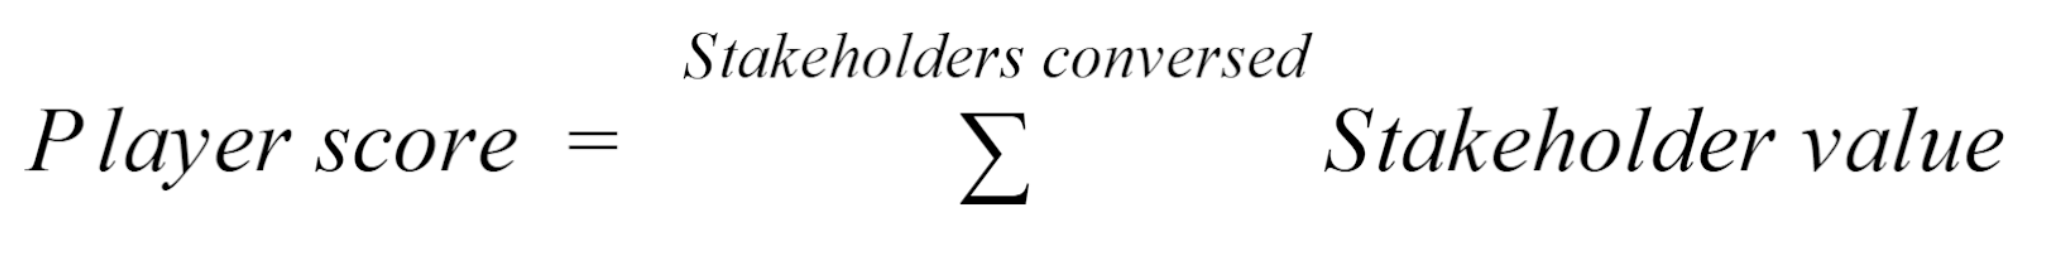 Stakeholders conversed
Player score = ∑ Stakeholder value